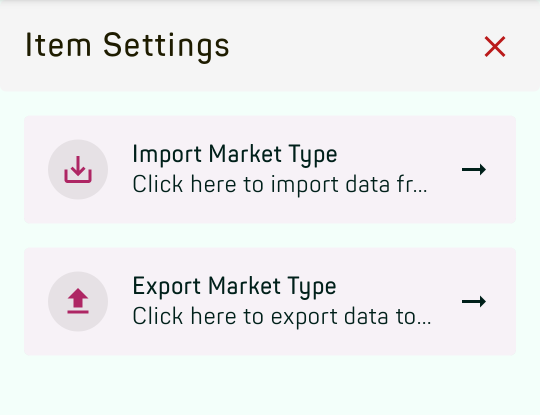 Item Settings
Import Market Type
Click here to import data fr...
Export Market Type
Click here to export data to...